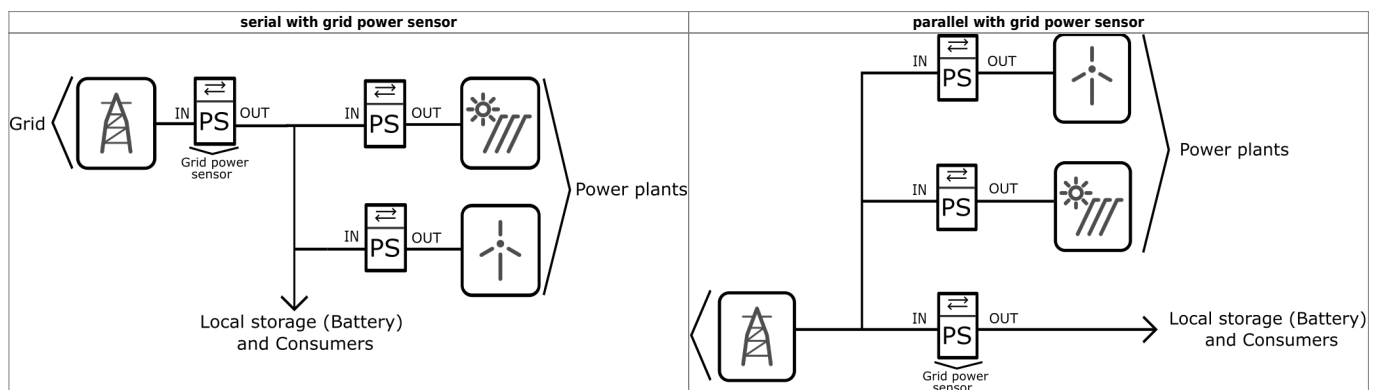 serial with grid power sensor
parallel with grid power sensor
Grid
IN
PS
OUT
Grid power
sensor
IN
PS
OUT
IN
PS
OUT
Power plants
Local storage (Battery)
and Consumers
IN
PS
OUT
IN
PS
OUT
Power plants
IN
PS
OUT
Grid power
sensor
Local storage (Battery)
and Consumers